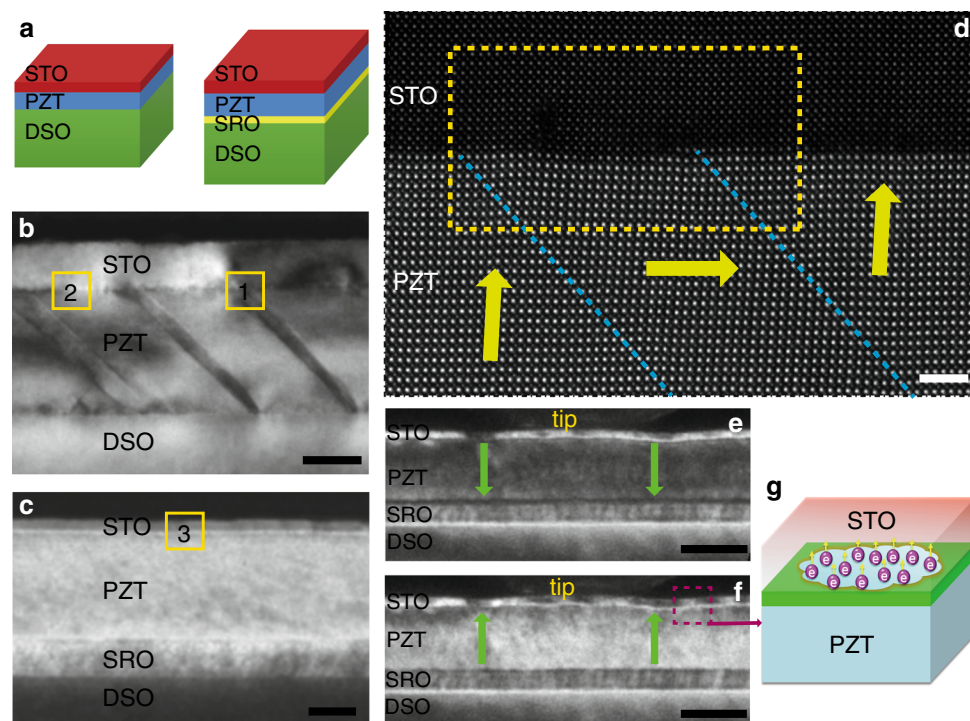 a
STO
PZT
DSO
STO
PZT
SRO
DSO
b
STO
2
1
PZT
DSO
c
STO
3
PZT
SRO
DSO
d
STO
PZT
e
tip
STO
PZT
SRO
DSO
f
tip
STO
PZT
SRO
DSO
g
STO
e e e e e e
e e e e e e
PZT